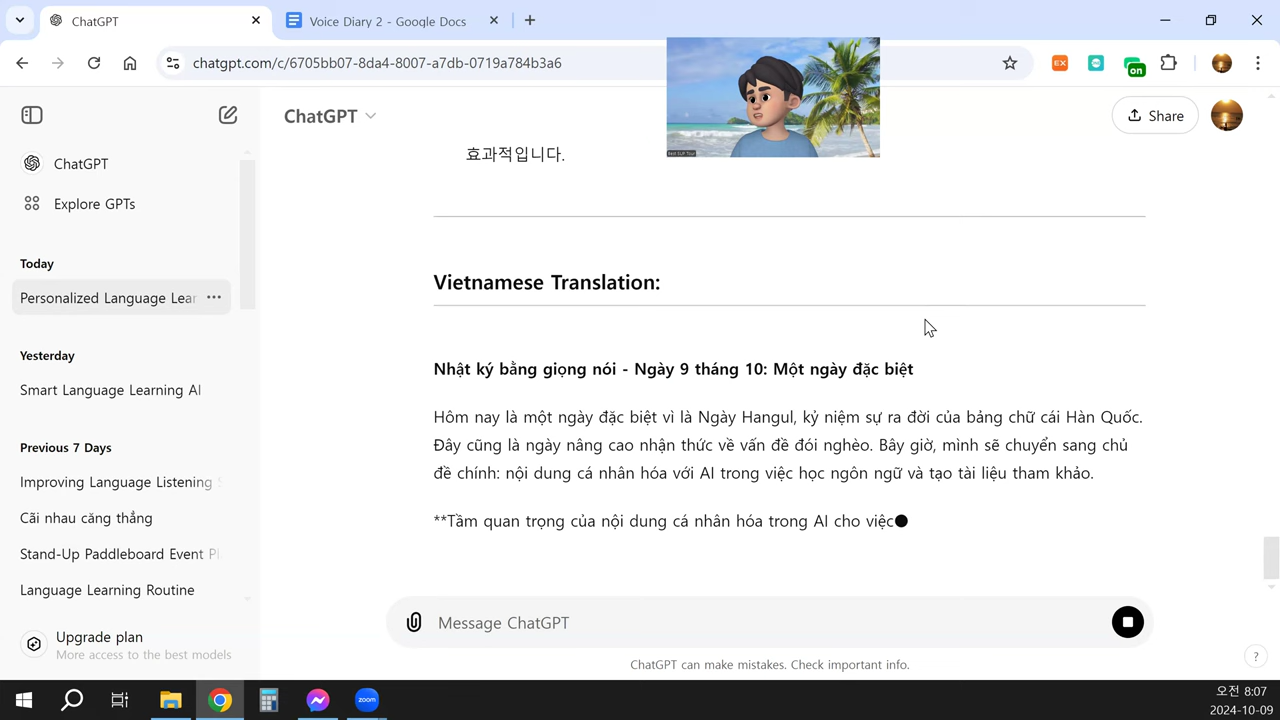 ChatGPT
Voice Diary 2 - Google Docs
chatgpt.com/c/6705bb07-8da4-8007-a7db-0719a784b3a6
EX
on
ChatGPT
Share
ChatGPT
Explore GPTs
Today
Personalized Language Lear
Yesterday
Smart Language Learning AI
Previous 7 Days
Improving Language Listening S
Cãi nhau căng thẳng
Stand-Up Paddleboard Event Pl
Language Learning Routine
Upgrade plan
More access to the best models
Best SUP Tour
효과적입니다.
Vietnamese Translation:
Nhật ký bằng giọng nói - Ngày 9 tháng 10: Một ngày đặc biệt
Hôm nay là một ngày đặc biệt vì là Ngày Hangul, kỷ niệm sự ra đời của bảng chữ cái Hàn Quốc.
Đây cũng là ngày nâng cao nhận thức về vấn đề đói nghèo. Bây giờ, mình sẽ chuyển sang chủ
đề chính: nội dung cá nhân hóa với AI trong việc học ngôn ngữ và tạo tài liệu tham khảo.
**Tầm quan trọng của nội dung cá nhân hóa trong AI cho việc
Message ChatGPT
ChatGPT can make mistakes. Check important info.
?
zoom
오전 8:07
2024-10-09